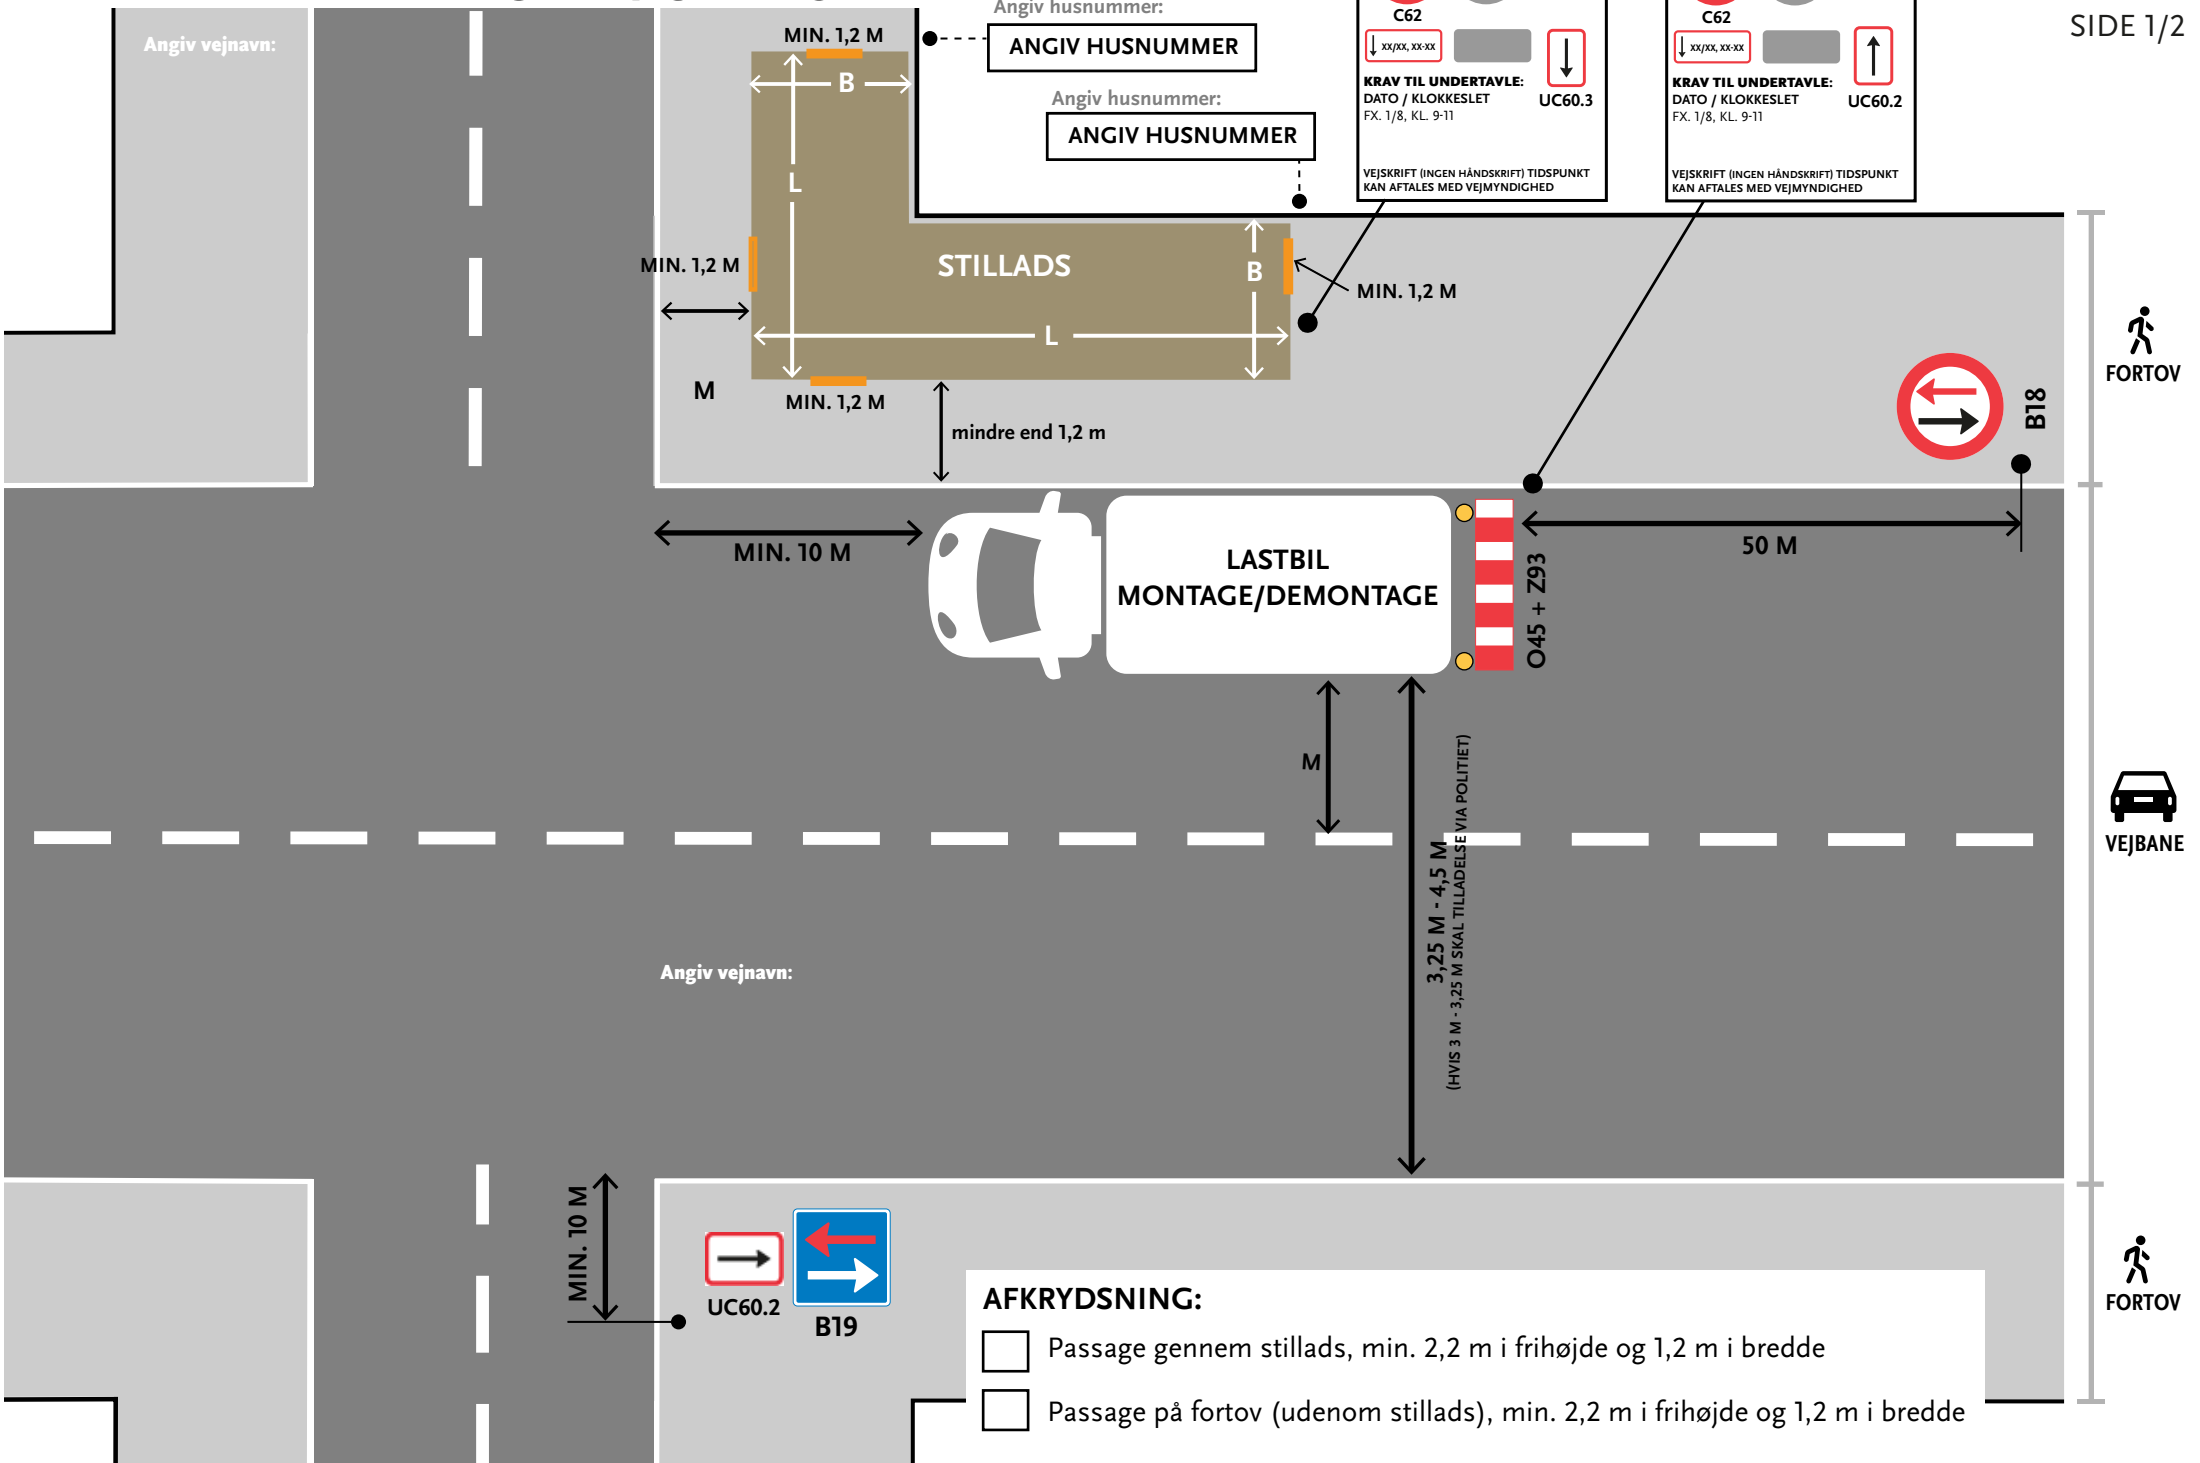 Angiv vejnavn:
MIN. 1,2 M
Angiv husnummer:
ANGIV HUSNUMMER
Angiv husnummer:
ANGIV HUSNUMMER
C62
xx/xx, xx-xx
KRAV TIL UNDERTAVLE:
DATO / KLOKKESLET
FX. 1/8, KL. 9-11
UC60.3
VEJSKRIFT (INGEN HÅNDSKRIFT) TIDSPUNKT
KAN AFTALES MED VEJMYNDIGHED
C62
xx/xx, xx-xx
KRAV TIL UNDERTAVLE:
DATO / KLOKKESLET
FX. 1/8, KL. 9-11
UC60.2
VEJSKRIFT (INGEN HÅNDSKRIFT) TIDSPUNKT
KAN AFTALES MED VEJMYNDIGHED
SIDE 1/2
B
L
MIN. 1,2 M
STILLADS
B
MIN. 1,2 M
L
M
MIN. 1,2 M
mindre end 1,2 m
B18
FORTOV
MIN. 10 M
LASTBIL
MONTAGE/DEMONTAGE
O45 + Z93
50 M
M
3,25 M - 4,5 M
(HVIS 3 M - 3,25 M SKAL TILLADELSE VIA POLITIET)
VEJBANE
Angiv vejnavn:
MIN. 10 M
UC60.2
B19
FORTOV
AFKRYDSNING:
Passage gennem stillads, min. 2,2 m i frihøjde og 1,2 m i bredde
Passage på fortov (udenom stillads), min. 2,2 m i frihøjde og 1,2 m i bredde